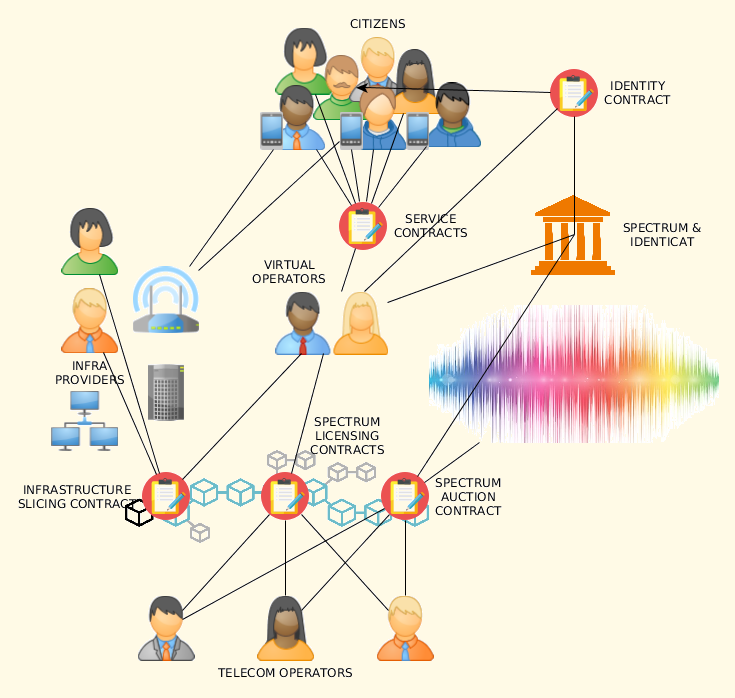 CITIZENS
IDENTITY
CONTRACT
SERVICE
CONTRACTS
SPECTRUM &
IDENTICAT
VIRTUAL
OPERATORS
INFRA
PROVIDERS
SPECTRUM
LICENSING
CONTRACTS
INFRASTRUCTURE
SLICING CONTRACT
SPECTRUM
AUCTION
CONTRACT
TELECOM OPERATORS